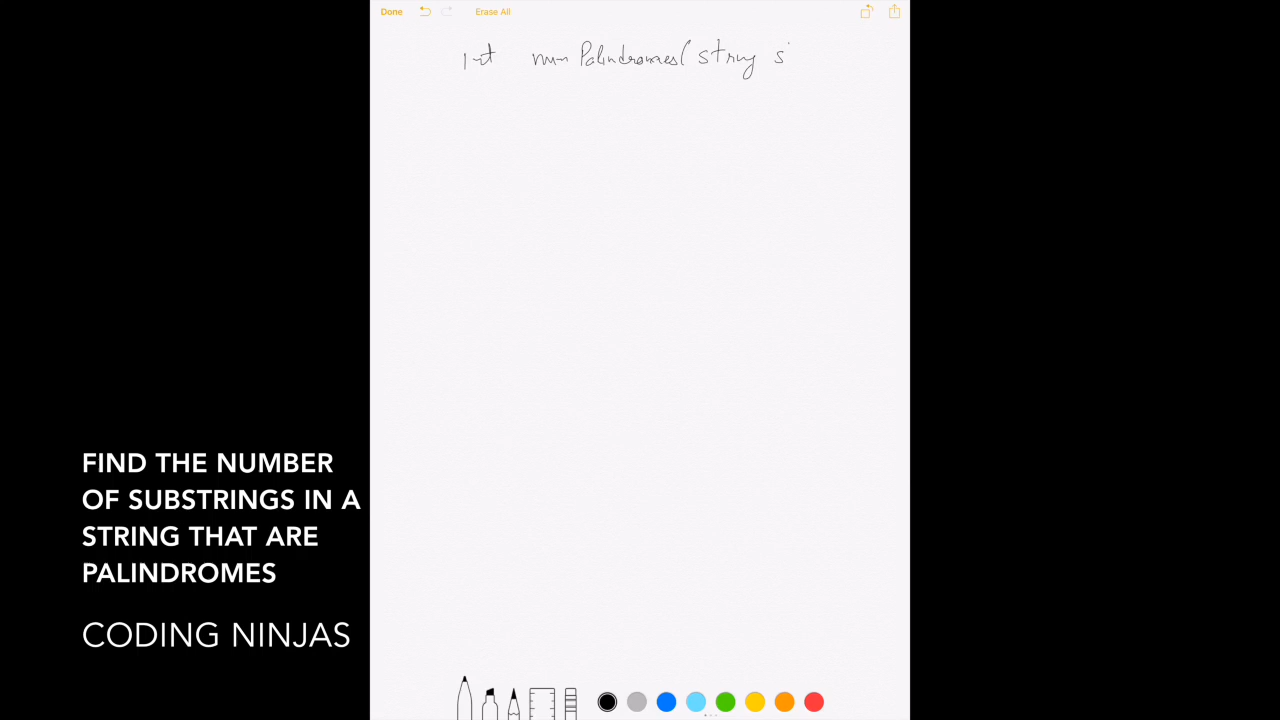 Done Erase All
int numPalindromes( string s
FIND THE NUMBER
OF SUBSTRINGS IN A
STRING THAT ARE
PALINDROMES
CODING NINJAS